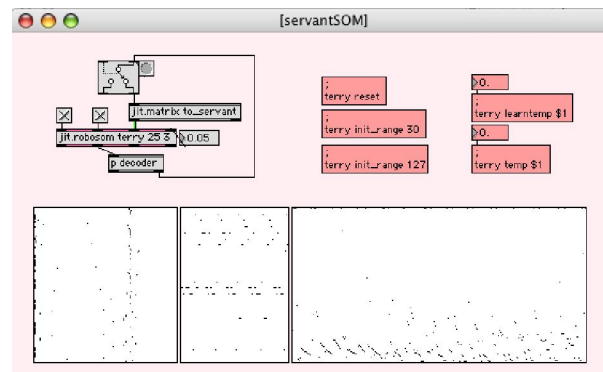 [servantSOM]
jit.matrix to_servant
jit.robosom terry 25 3
0.05
p decoder
;
terry reset
;
terry init_range 30
;
terry init_range 127
0.
;
terry learntemp $1
0.
;
terry temp $1